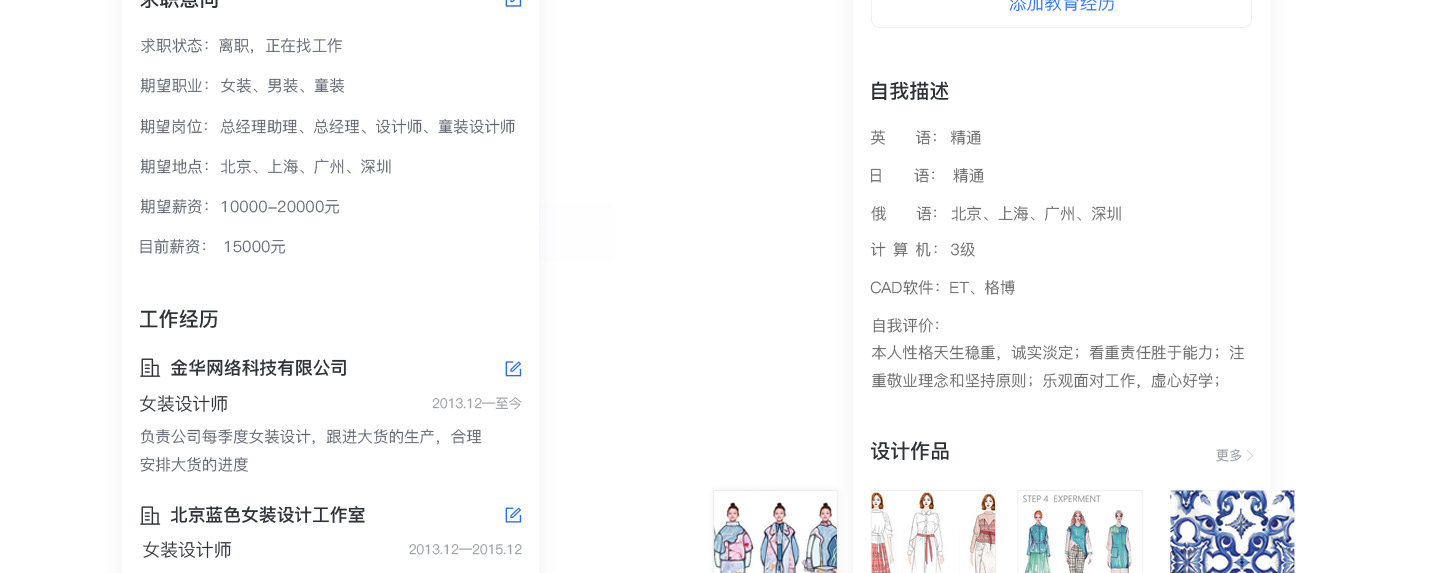 求职意向
求职状态：离职，正在找工作
期望职业：女装、男装、童装
期望岗位：总经理助理、总经理、设计师、童装设计师
期望地点：北京、上海、广州、深圳
期望薪资：10000-20000元
目前薪资： 15000元
工作经历
金华网络科技有限公司
女装设计师 2013.12—至今
负责公司每季度女装设计，跟进大货的生产，合理
安排大货的进度
北京蓝色女装设计工作室
女装设计师 2013.12—2015.12
添加教育经历
自我描述
英 语： 精通
日 语： 精通
俄 语： 北京、上海、广州、深圳
计 算 机： 3级
CAD软件：ET、格博
自我评价：
本人性格天生稳重，诚实淡定；看重责任胜于能力；注
重敬业理念和坚持原则；乐观面对工作，虚心好学；
设计作品 更多
STEP 4 EXPERMENT